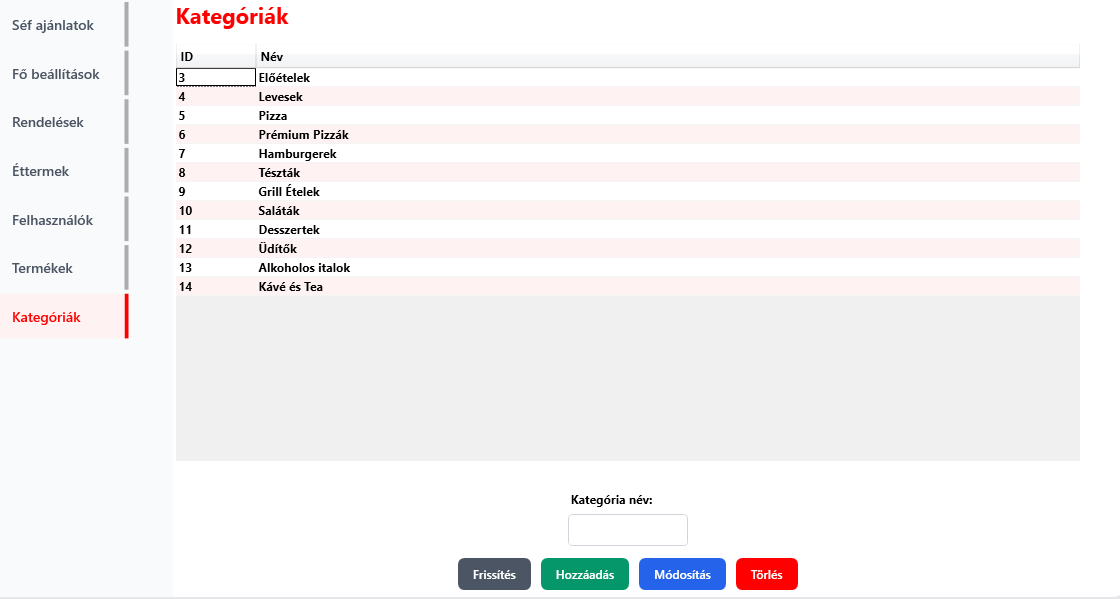 Séf ajánlatok
Fő beállítások
Rendelések
Éttermek
Felhasználók
Termékek
Kategóriák
Kategóriák
ID Név
3 Előételek
4 Levesek
5 Pizza
6 Prémium Pizzák
7 Hamburgerek
8 Tészták
9 Grill Ételek
10 Saláták
11 Desszertek
12 Üdítők
13 Alkoholos italok
14 Kávé és Tea
Kategória név:
Frissítés Hozzáadás Módosítás Törlés